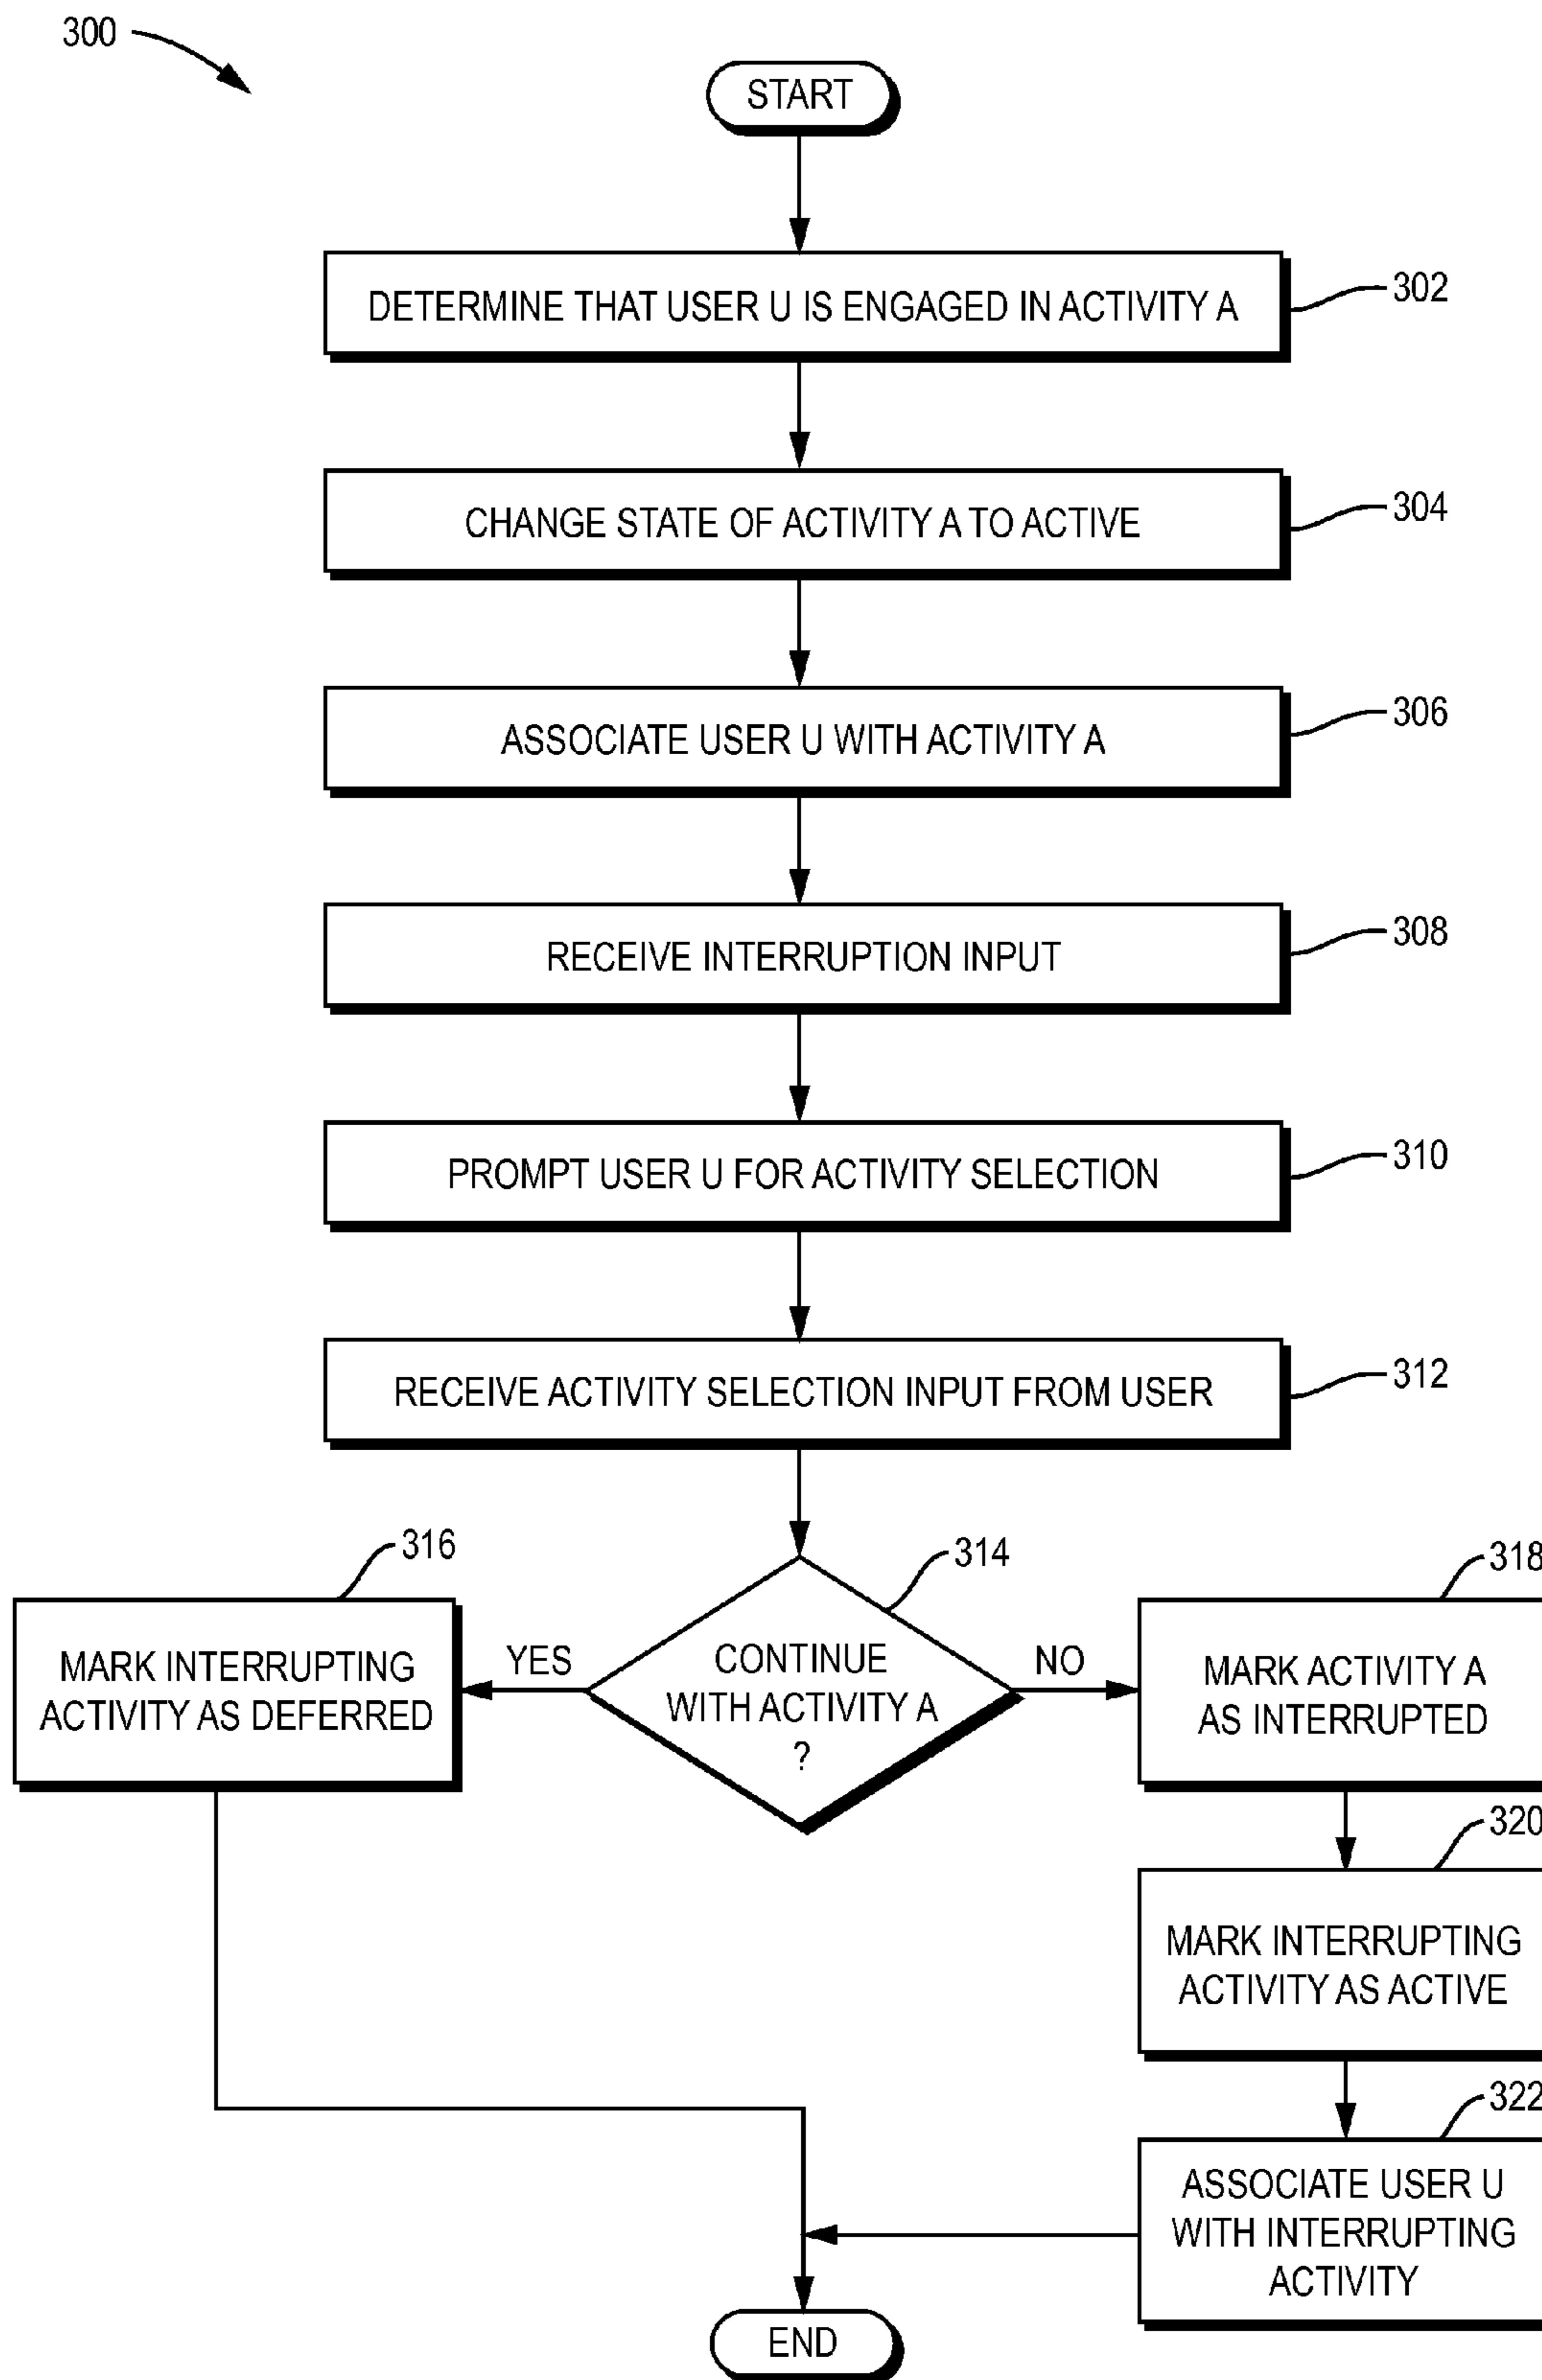 300
START
DETERMINE THAT USER U IS ENGAGED IN ACTIVITY A
302
CHANGE STATE OF ACTIVITY A TO ACTIVE
304
ASSOCIATE USER U WITH ACTIVITY A
306
RECEIVE INTERRUPTION INPUT
308
PROMPT USER U FOR ACTIVITY SELECTION
310
RECEIVE ACTIVITY SELECTION INPUT FROM USER
312
316
MARK INTERRUPTING
ACTIVITY AS DEFERRED
YES
314
CONTINUE
WITH ACTIVITY A
?
NO
318
MARK ACTIVITY A
AS INTERRUPTED
320
MARK INTERRUPTING
ACTIVITY AS ACTIVE
322
ASSOCIATE USER U
WITH INTERRUPTING
ACTIVITY
END